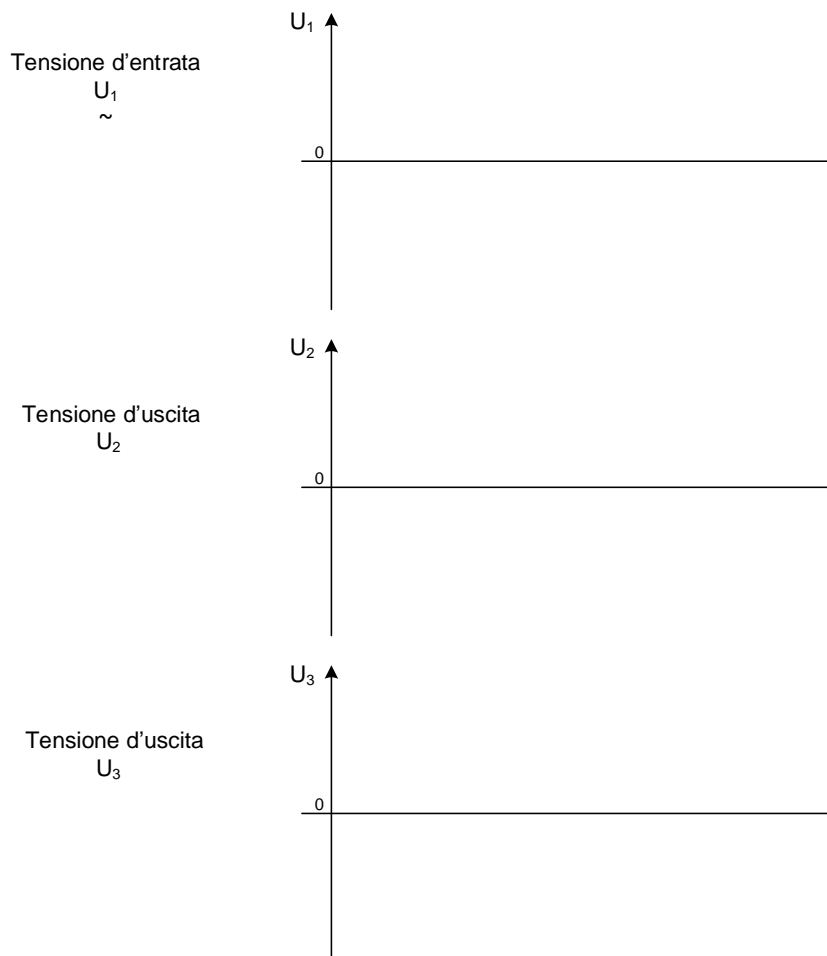 U₁
Tensione d'entrata
U₁
~
0
U₂
Tensione d'uscita
U₂
0
U₃
Tensione d'uscita
U₃
0